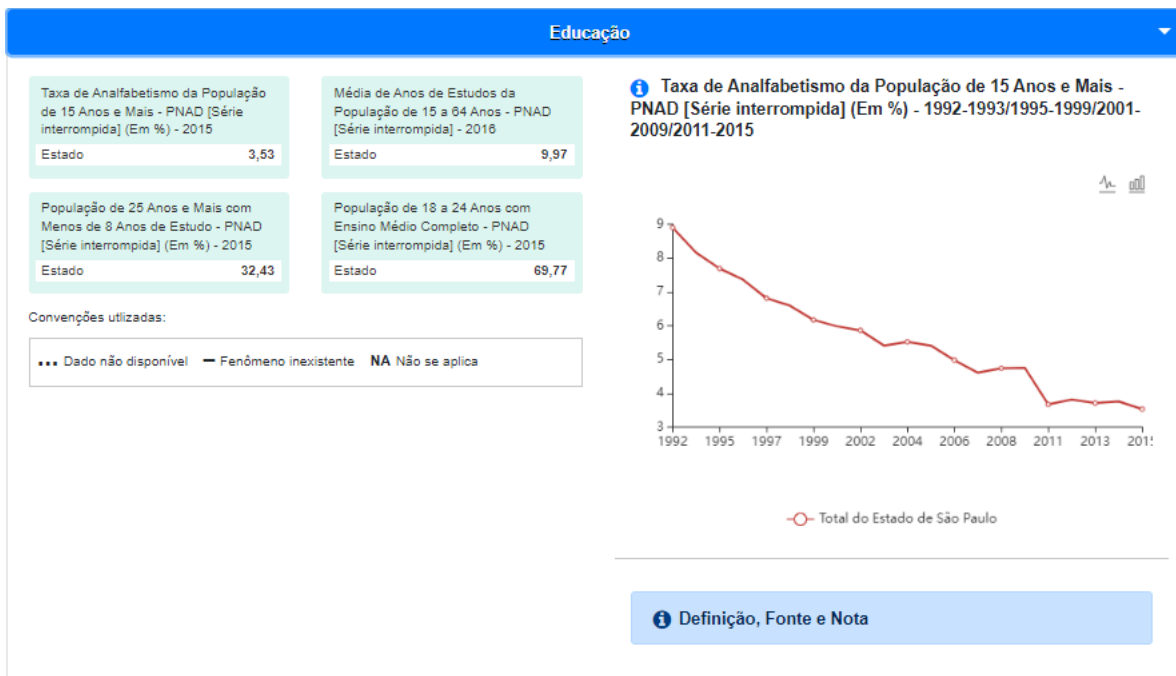 Educação
Taxa de Analfabetismo da População
de 15 Anos e Mais - PNAD [Série
interrompida] (Em %) - 2015
Estado 3,53
Média de Anos de Estudos da
População de 15 a 64 Anos - PNAD
[Série interrompida] - 2016
Estado 9,97
População de 25 Anos e Mais com
Menos de 8 Anos de Estudo - PNAD
[Série interrompida] (Em %) - 2015
Estado 32,43
População de 18 a 24 Anos com
Ensino Médio Completo - PNAD
[Série interrompida] (Em %) - 2015
Estado 69,77
Convenções utlizadas:
... Dado não disponível — Fenômeno inexistente NA Não se aplica
Taxa de Analfabetismo da População de 15 Anos e Mais -
PNAD [Série interrompida] (Em %) - 1992-1993/1995-1999/2001-
2009/2011-2015
9
8
7
6
5
4
3
1992 1995 1997 1999 2002 2004 2006 2008 2011 2013 201
Total do Estado de São Paulo
Definição, Fonte e Nota